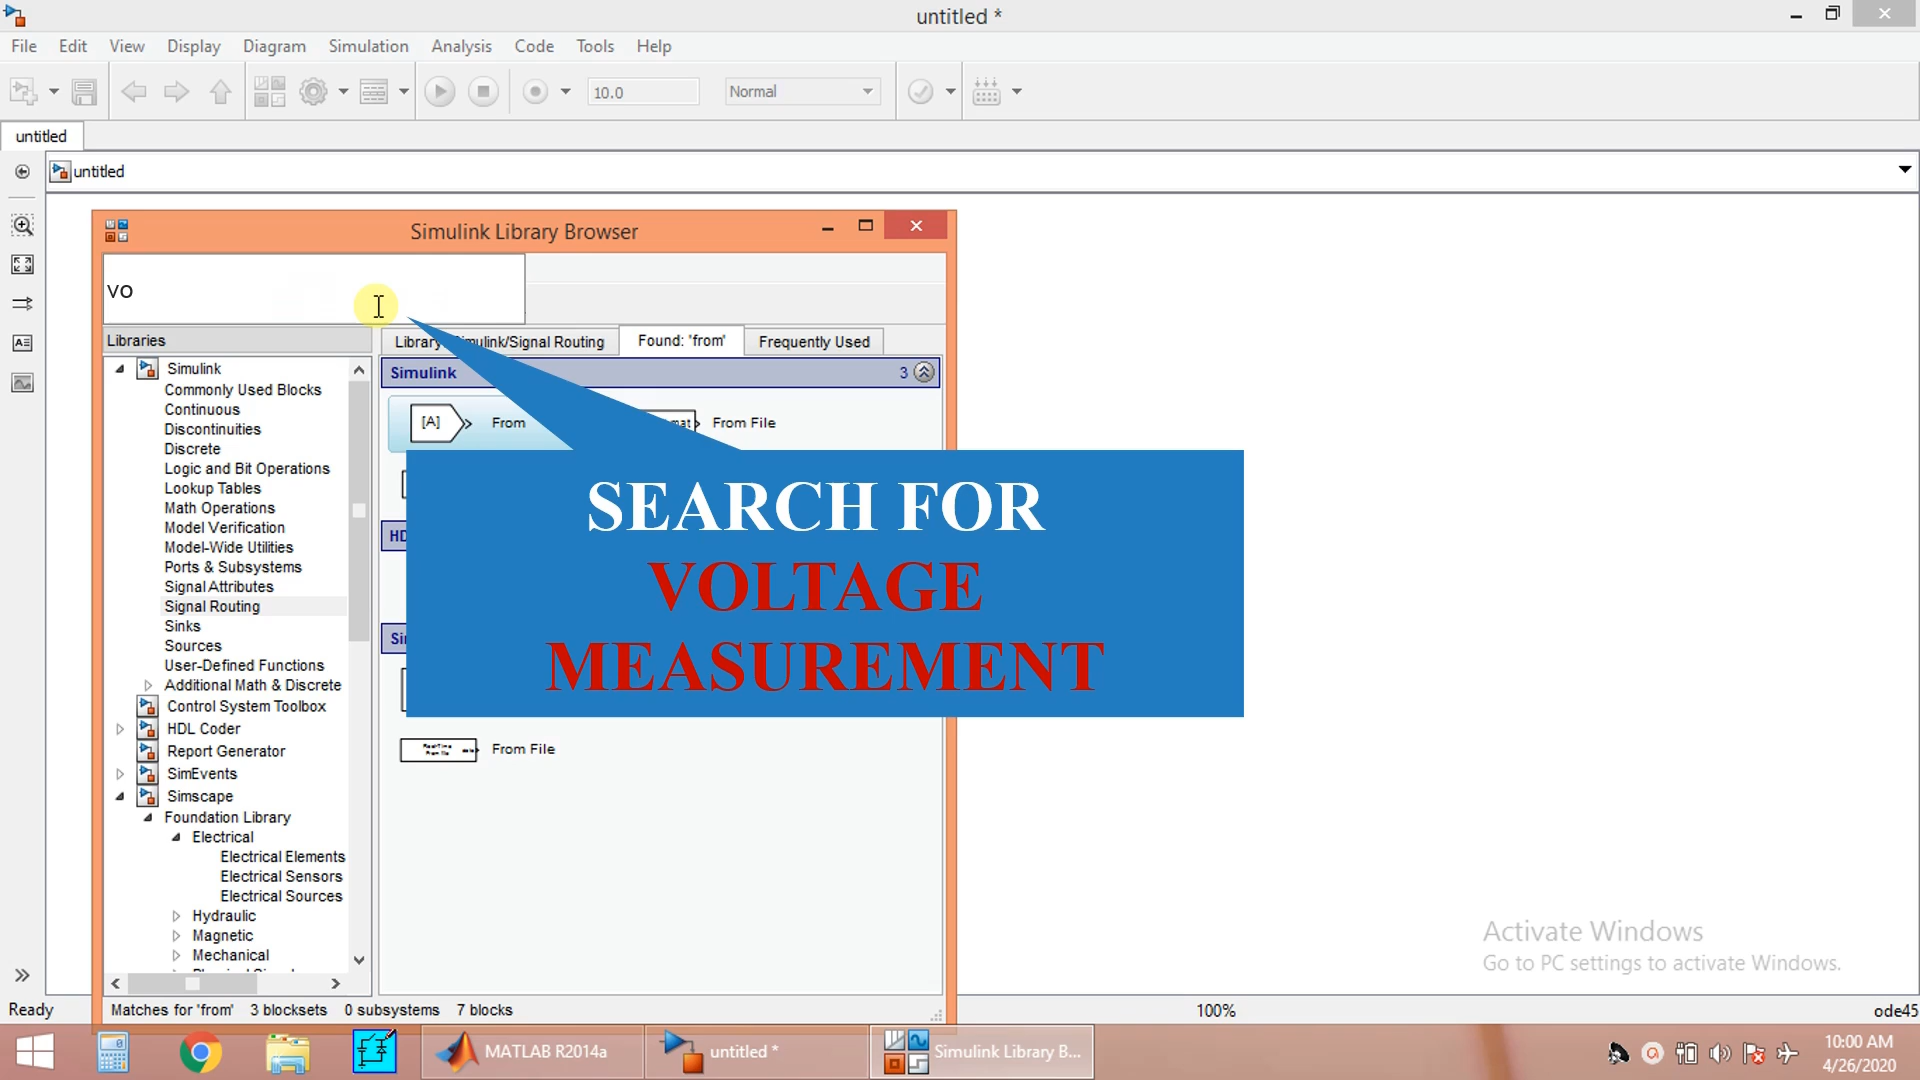 untitled *
File Edit View Display Diagram Simulation Analysis Code Tools Help
10.0 Normal
untitled
untitled
Simulink Library Browser
vo
Libraries
Simulink
Commonly Used Blocks
Continuous
Discontinuities
Discrete
Logic and Bit Operations
Lookup Tables
Math Operations
Model Verification
Model-Wide Utilities
Ports & Subsystems
Signal Attributes
Signal Routing
Sinks
Sources
User-Defined Functions
Additional Math & Discrete
Control System Toolbox
HDL Coder
Report Generator
SimEvents
Simscape
Foundation Library
Electrical
Electrical Elements
Electrical Sensors
Electrical Sources
Hydraulic
Magnetic
Mechanical
Found: 'from' Frequently Used
Simulink 3
[A] From From File
SEARCH FOR
VOLTAGE
MEASUREMENT
From File
Matches for 'from' 3 blocksets 0 subsystems 7 blocks
Activate Windows
Go to PC settings to activate Windows.
Ready 100% ode45
MATLAB R2014a untitled * Simulink Library B...
10:00 AM
4/26/2020